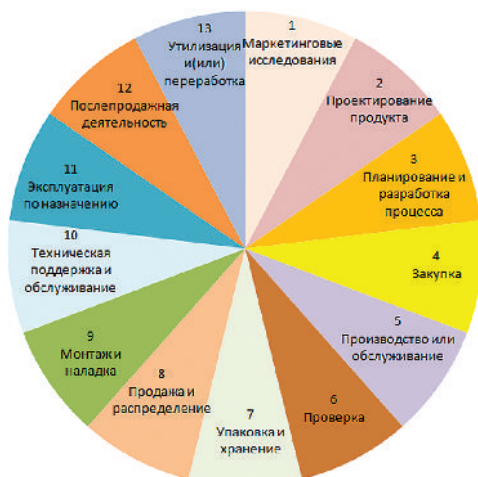 1
Маркетинговые
исследования
2
Проектирование
продукта
3
Планирование и
разработка
процесса
4
Закупка
5
Производство или
обслуживание
6
Проверка
7
Упаковка и
хранение
8
Продажа и
распределение
9
Монтаж и
наладка
10
Техническая
поддержка и
обслуживание
11
Эксплуатация
по назначению
12
Послепродажная
деятельность
13
Утилизация
и(или)
переработка